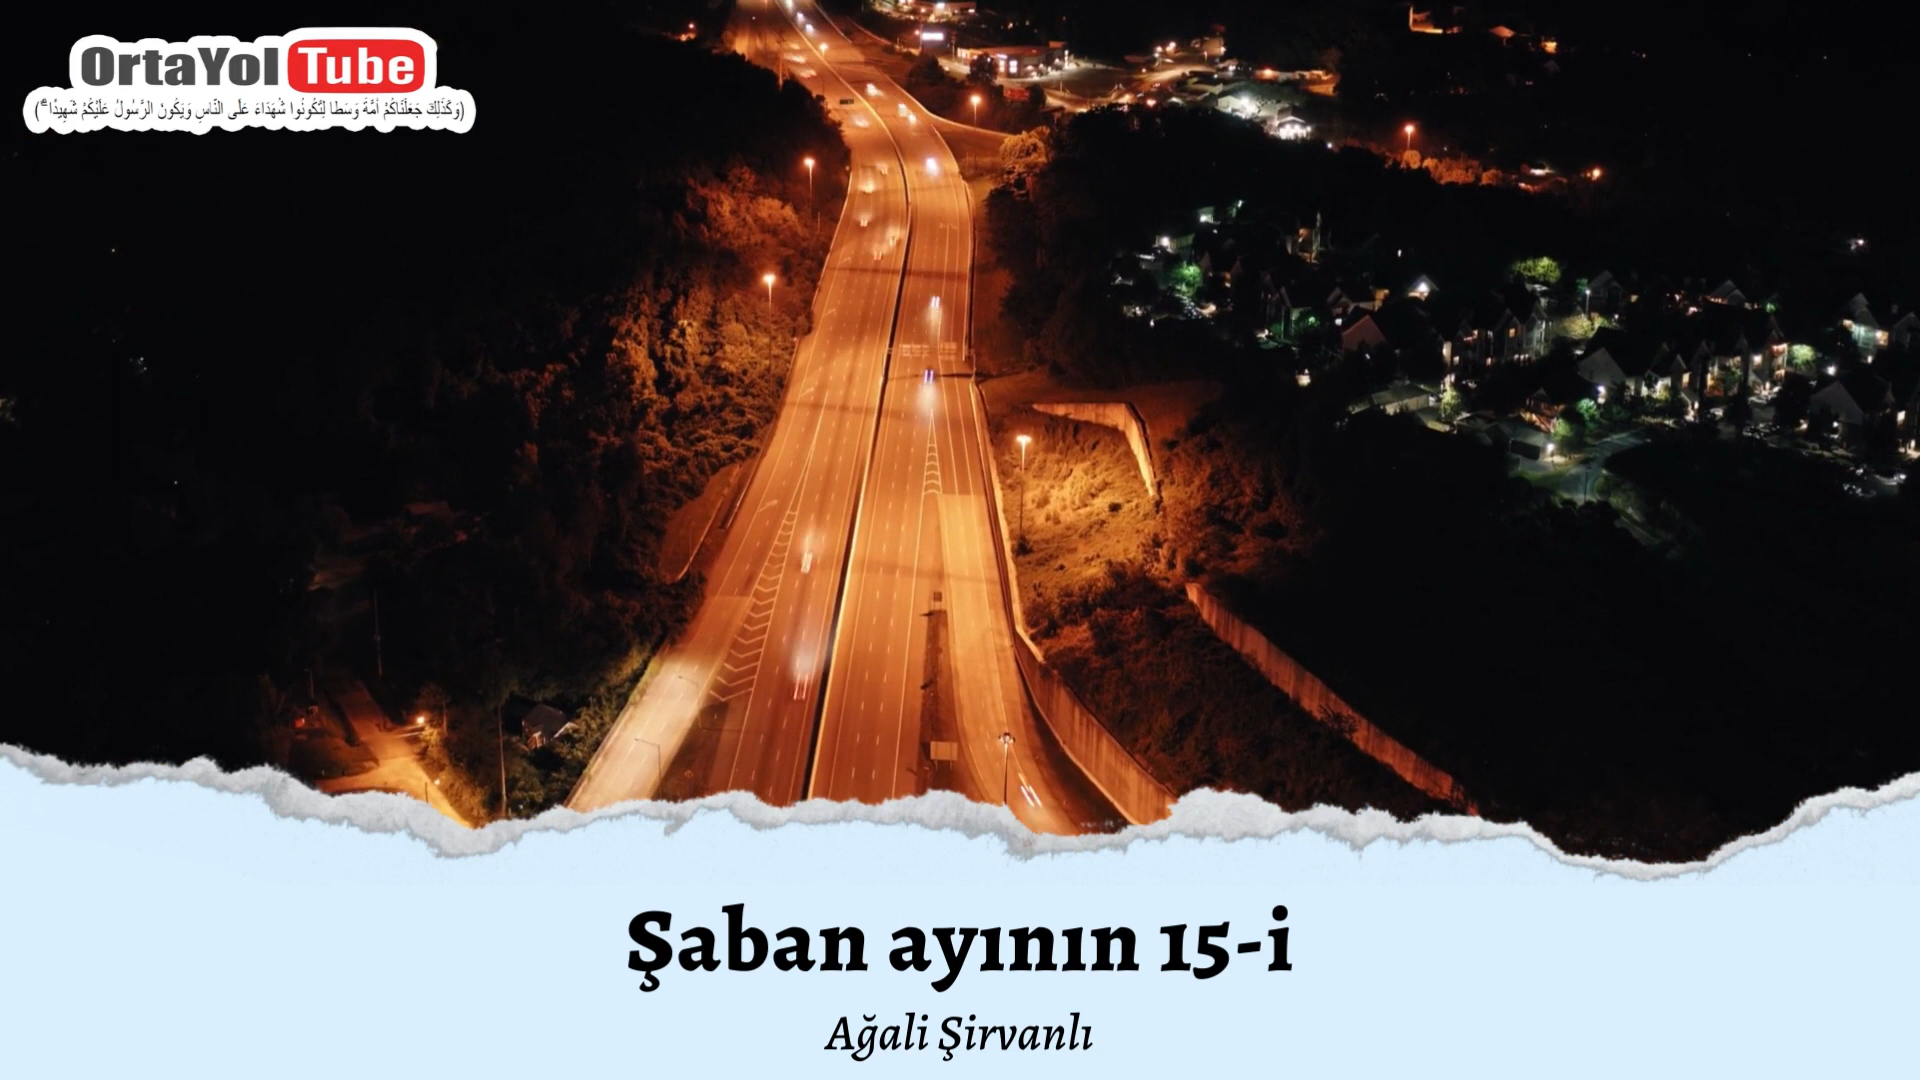 OrtaYol Tube
(وَكَذَٰلِكَ جَعَلْنَاكُمْ أُمَّةً وَسَطًا لِّتَكُونُوا شُهَدَاءَ عَلَى النَّاسِ وَيَكُونَ الرَّسُولُ عَلَيْكُمْ شَهِيدًا ۗ)
Şaban ayının 15-i
Ağali Şirvanlı